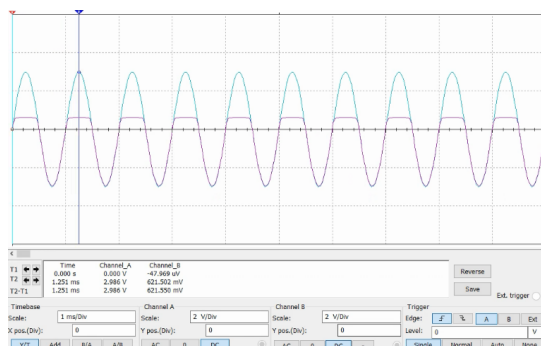 Time Channel_A Channel_B
T1 0.000 s 0.000 V -47.969 uV
T2 1.251 ms 2.986 V 621.502 mV
T2-T1 1.251 ms 2.986 V 621.550 mV
Reverse
Save
Ext. trigger
Timebase Channel A Channel B Trigger
Scale: 1 ms/Div Scale: 2 V/Div Scale: 2 V/Div Edge: A B Ext
X pos.(Div): 0 Y pos.(Div): 0 Y pos.(Div): 0 Level: 0 V
Y/T Add B/A A/B AC 0 DC AC 0 DC - Single Normal Auto None